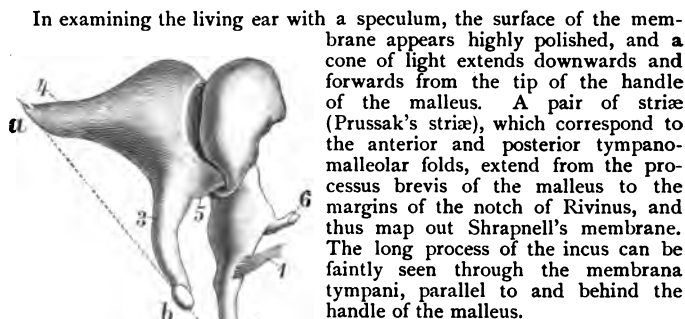 In examining the living ear with a speculum, the surface of the mem-
brane appears highly polished, and a
cone of light extends downwards and
forwards from the tip of the handle
of the malleus. A pair of striæ
(Prussak's striæ), which correspond to
the anterior and posterior tympano-
malleolar folds, extend from the pro-
cessus brevis of the malleus to the
margins of the notch of Rivinus, and
thus map out Shrapnell's membrane.
The long process of the incus can be
faintly seen through the membrana
tympani, parallel to and behind the
handle of the malleus.
4
a
3
5
6
1
b